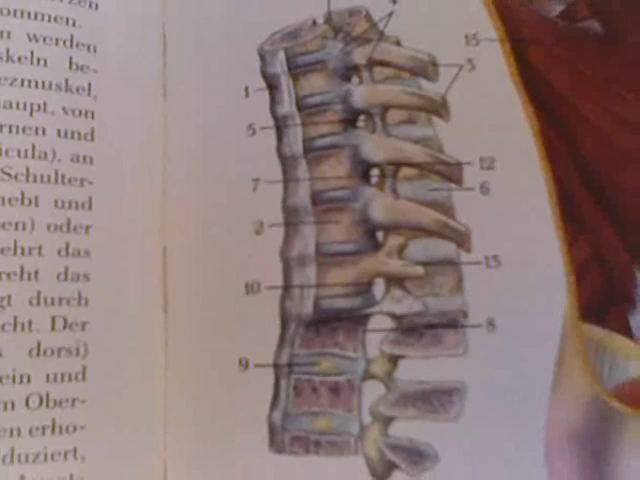 ommen.
n werden
skeln be-
ezmuskel,
haupt, von
rnen und
icula), an
Schulter-
hebt und
en) oder
ehrt das
reht das
gt durch
cht. Der
s dorsi)
ein und
m Ober-
en erho-
duziert,
4
15
3
1
5
12
7
6
2
13
10
8
9